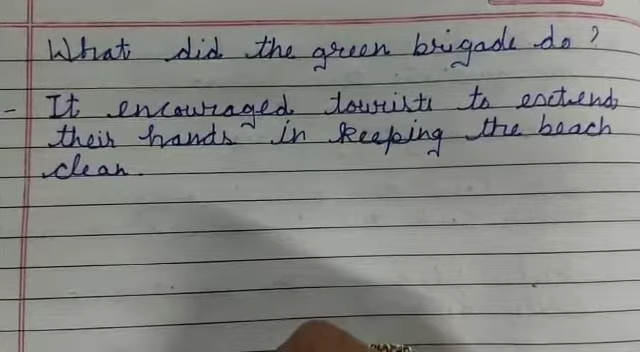 What did the green brigade do?
- It encouraged tourists to extend
their hands in keeping the beach
clean.